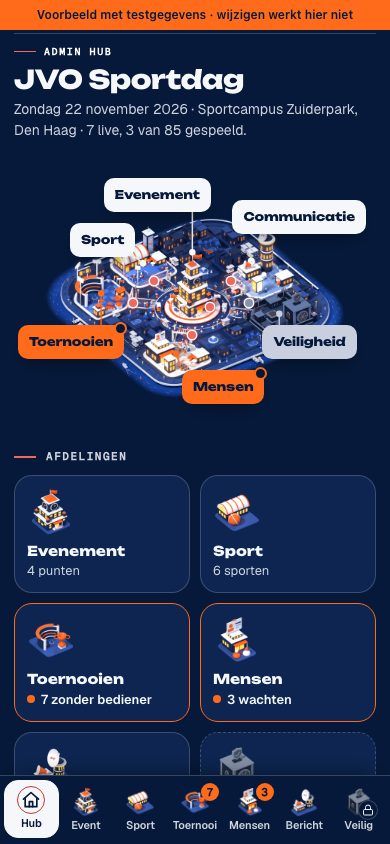 Voorbeeld met testgegevens · wijzigen werkt hier niet
ADMIN HUB
JVO Sportdag
Zondag 22 november 2026 · Sportcampus Zuiderpark,
Den Haag · 7 live, 3 van 85 gespeeld.
Evenement
Communicatie
Sport
Toernooien
Veiligheid
Mensen
AFDELINGEN
Evenement
4 punten
Sport
6 sporten
Toernooien
7 zonder bediener
Mensen
3 wachten
7
3
Hub
Event
Sport
Toernooi
Mensen
Bericht
Veilig